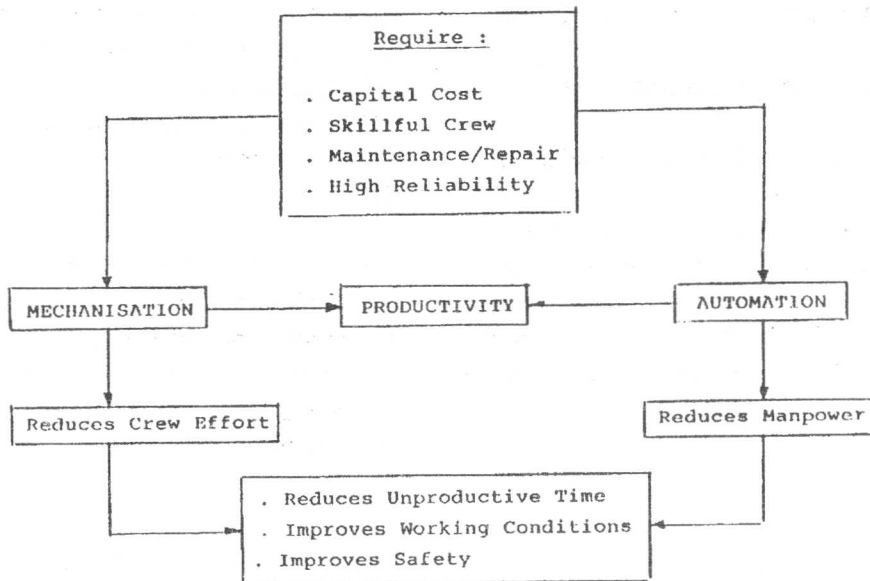 Require :
. Capital Cost
. Skillful Crew
. Maintenance/Repair
. High Reliability
MECHANISATION
PRODUCTIVITY
AUTOMATION
Reduces Crew Effort
Reduces Manpower
. Reduces Unproductive Time
. Improves Working Conditions
. Improves Safety